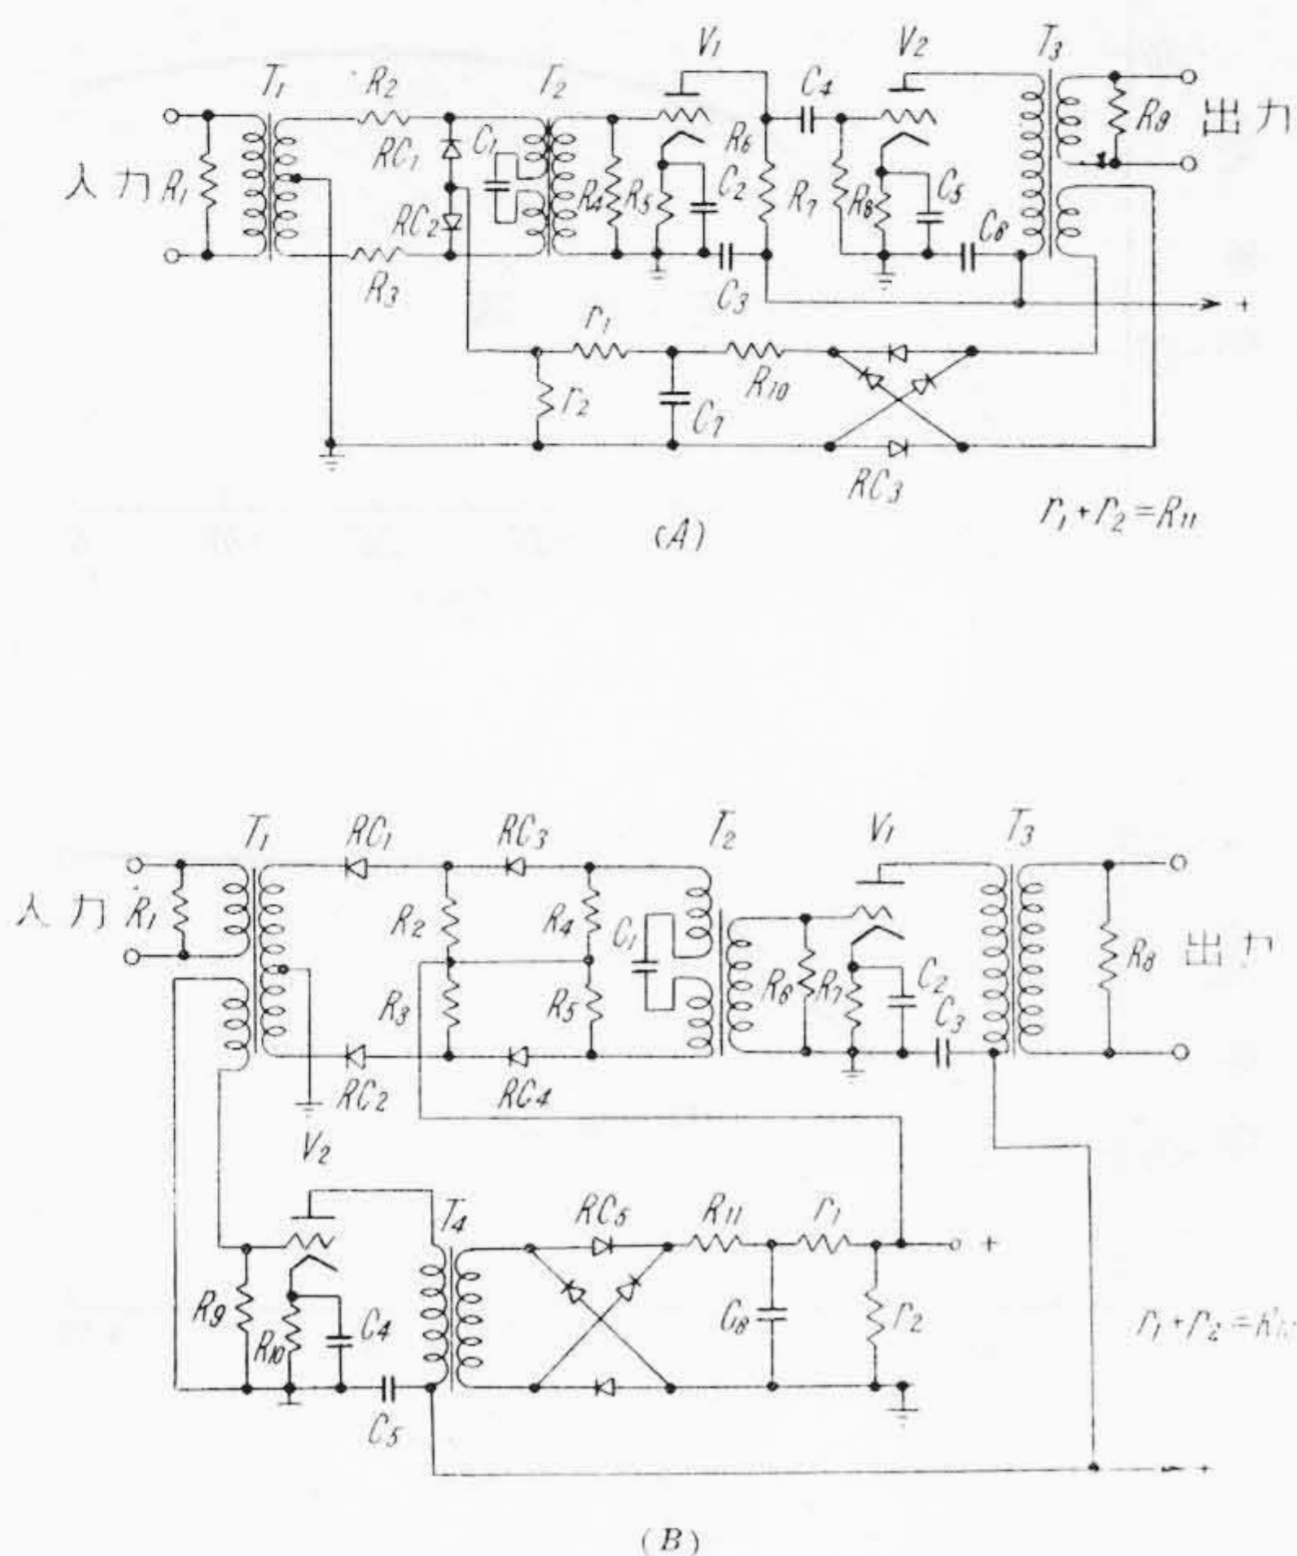 V₁ V₂ T₃
T₁ R₂ T₂ C₄
入力 R₁ RC₁ C₁ R₆ R₉ 出力
RC₂ R₄ R₅ C₂ R₇ R₈ C₅ C₆
R₃ C₃ +
r₁
r₂ C₇ R₁₀
RC₃
r₁+r₂=R₁₁
(A)
T₁ RC₁ RC₃ T₂ V₁ T₃
入力 R₁ R₂ R₄ C₁ R₈ 出力
R₃ R₅ R₆ R₇ C₂ C₃
RC₂ RC₄
V₂
T₄ RC₅ R₁₁ r₁
+
R₉ R₁₀ C₄ C₈ r₂
r₁+r₂=
C₅
+
(B)